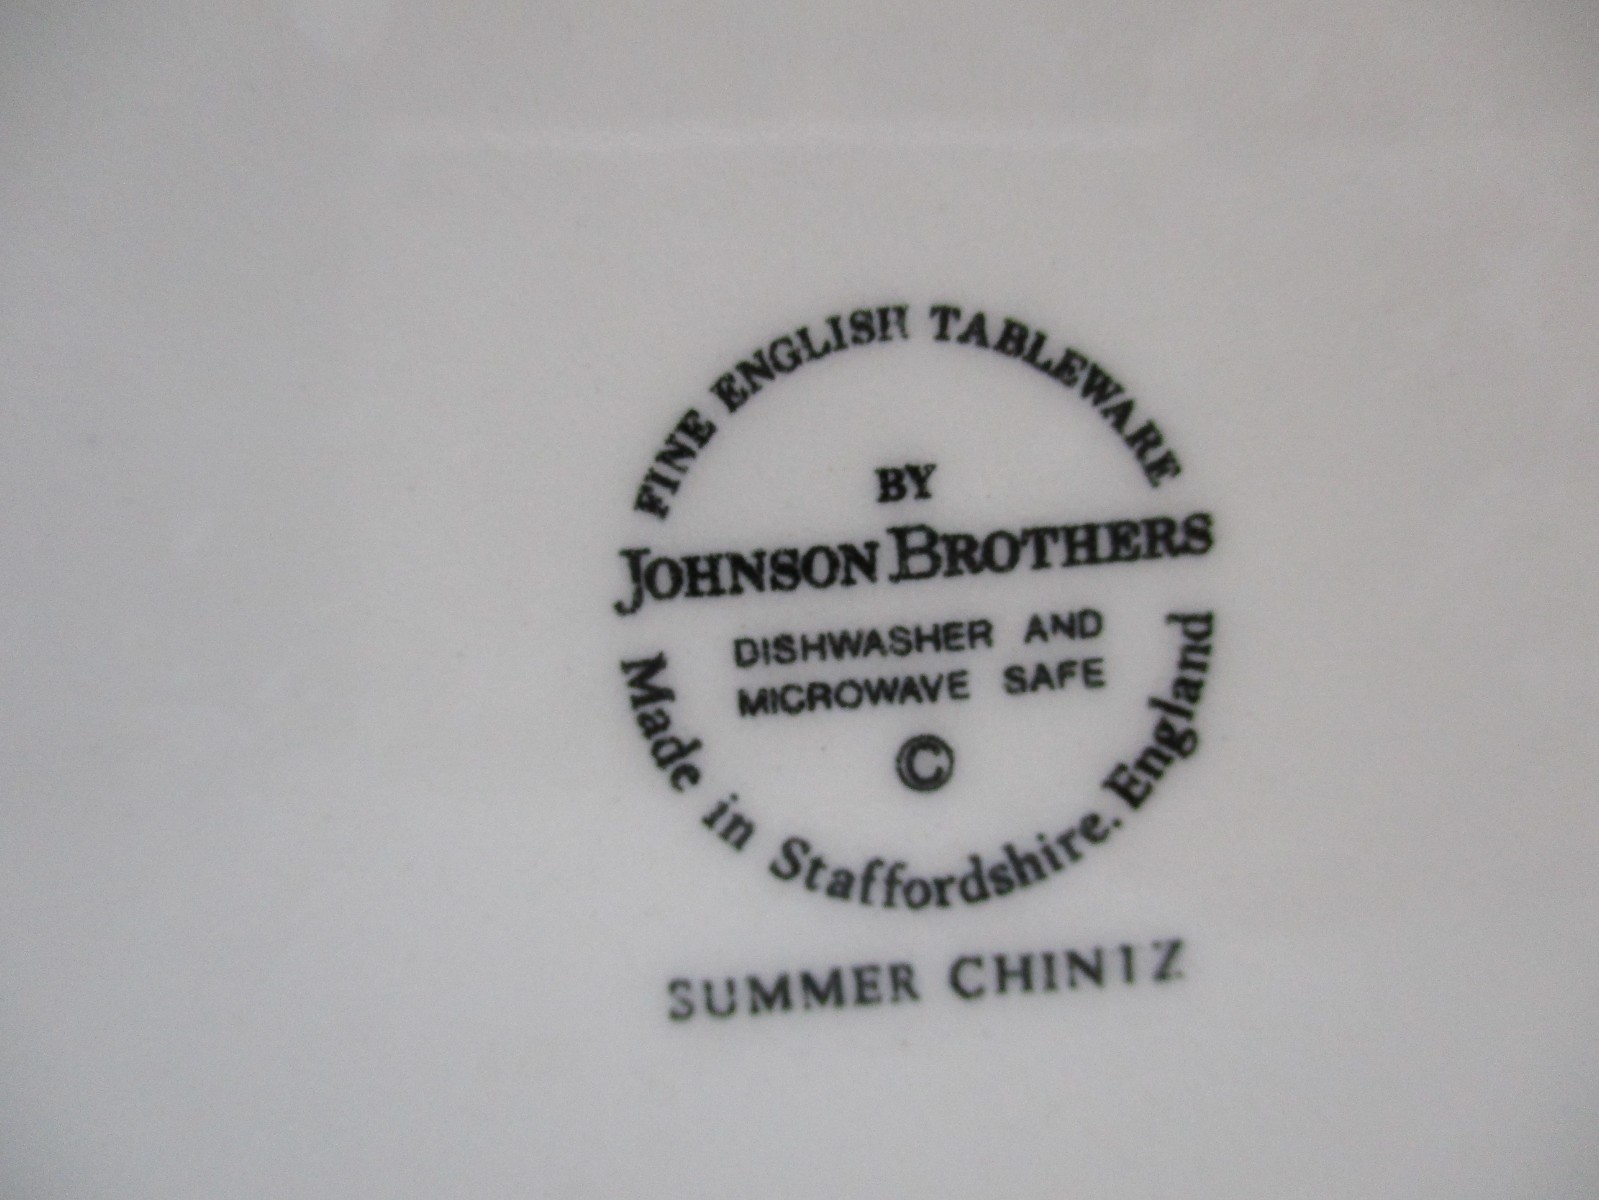 FINE ENGLISH TABLEWARE
BY
JOHNSON BROTHERS
DISHWASHER AND
MICROWAVE SAFE
©
Made in Staffordshire. England
SUMMER CHINTZ